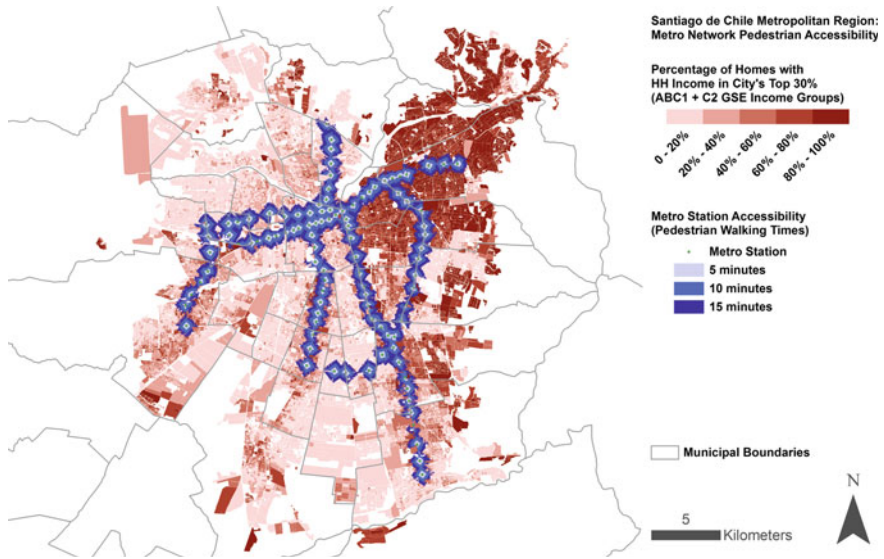 Santiago de Chile Metropolitan Region:
Metro Network Pedestrian Accessibility
Percentage of Homes with
HH Income in City's Top 30%
(ABC1 + C2 GSE Income Groups)
0 - 20%
20% - 40%
40% - 60%
60% - 80%
80% - 100%
Metro Station Accessibility
(Pedestrian Walking Times)
Metro Station
5 minutes
10 minutes
15 minutes
Municipal Boundaries
N
5
Kilometers